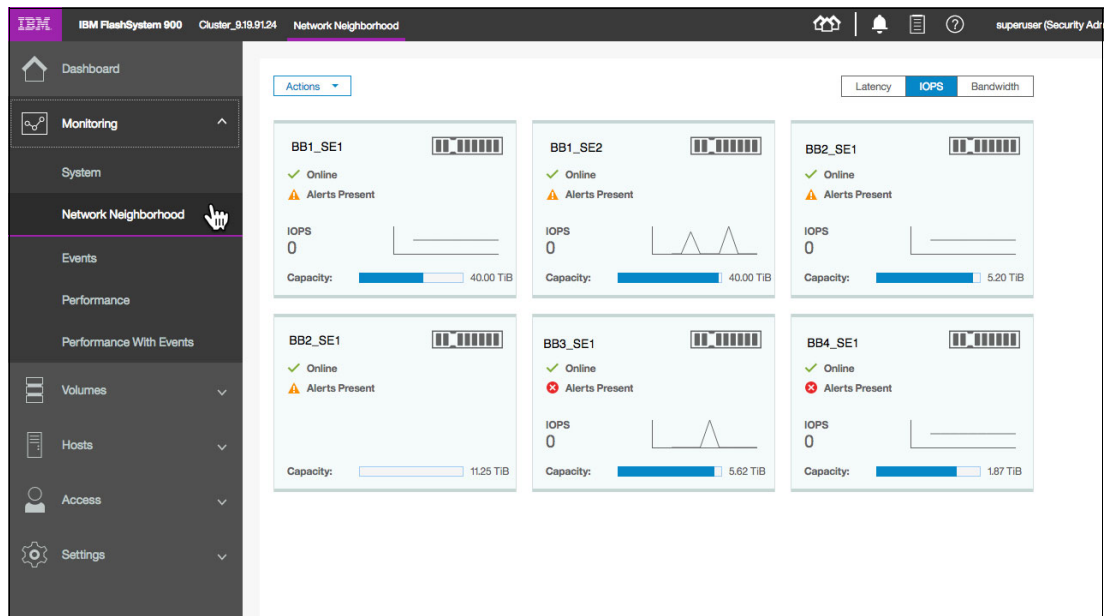 IBM IBM FlashSystem 900 Cluster_9.19.91.24 Network Neighborhood superuser (Security Adr
Dashboard
Monitoring
System
Network Neighborhood
Events
Performance
Performance With Events
Volumes
Hosts
Access
Settings
Actions
Latency IOPS Bandwidth
BB1_SE1
Online
Alerts Present
IOPS
0
Capacity: 40.00 TiB
BB1_SE2
Online
Alerts Present
IOPS
0
Capacity: 40.00 TiB
BB2_SE1
Online
Alerts Present
IOPS
0
Capacity: 5.20 TiB
BB2_SE1
Online
Alerts Present
Capacity: 11.25 TiB
BB3_SE1
Online
Alerts Present
IOPS
0
Capacity: 5.62 TiB
BB4_SE1
Online
Alerts Present
IOPS
0
Capacity: 1.87 TiB